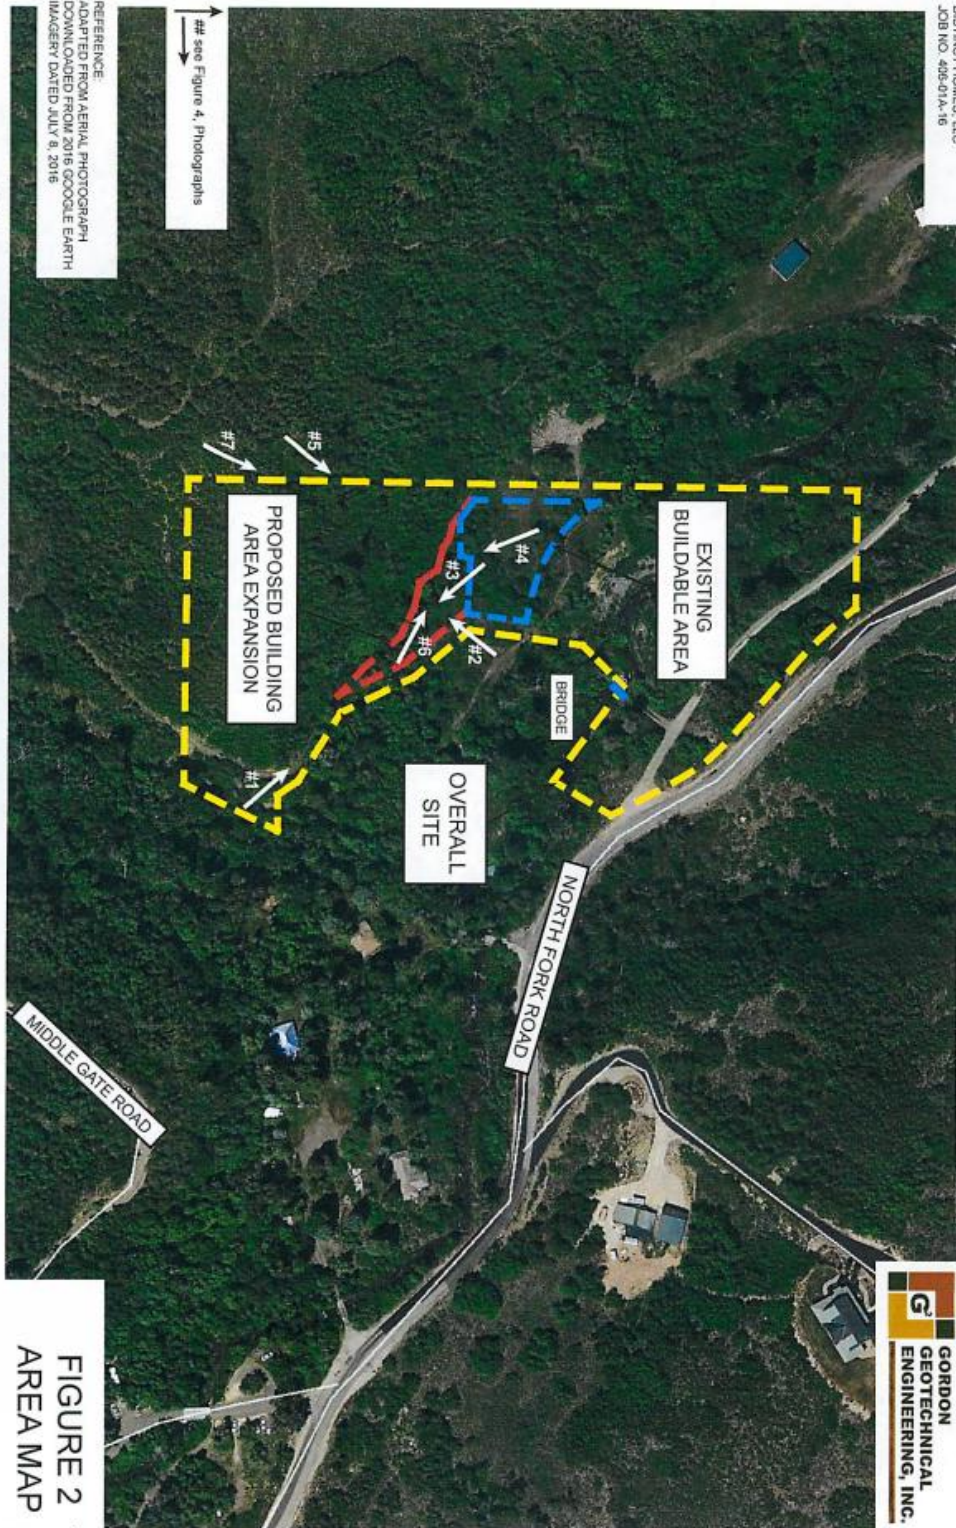 JOB NO. 406-01A-16
GORDON
GEOTECHNICAL
ENGINEERING, INC.
G²
EXISTING
BUILDABLE AREA
BRIDGE
NORTH FORK ROAD
#4
#3
#2
#6
#5
#7
#1
OVERALL
SITE
PROPOSED BUILDING
AREA EXPANSION
MIDDLE GATE ROAD
## see Figure 4, Photographs
REFERENCE:
ADAPTED FROM AERIAL PHOTOGRAPH
DOWNLOADED FROM 2016 GOOGLE EARTH
IMAGERY DATED JULY 8, 2016
FIGURE 2
AREA MAP